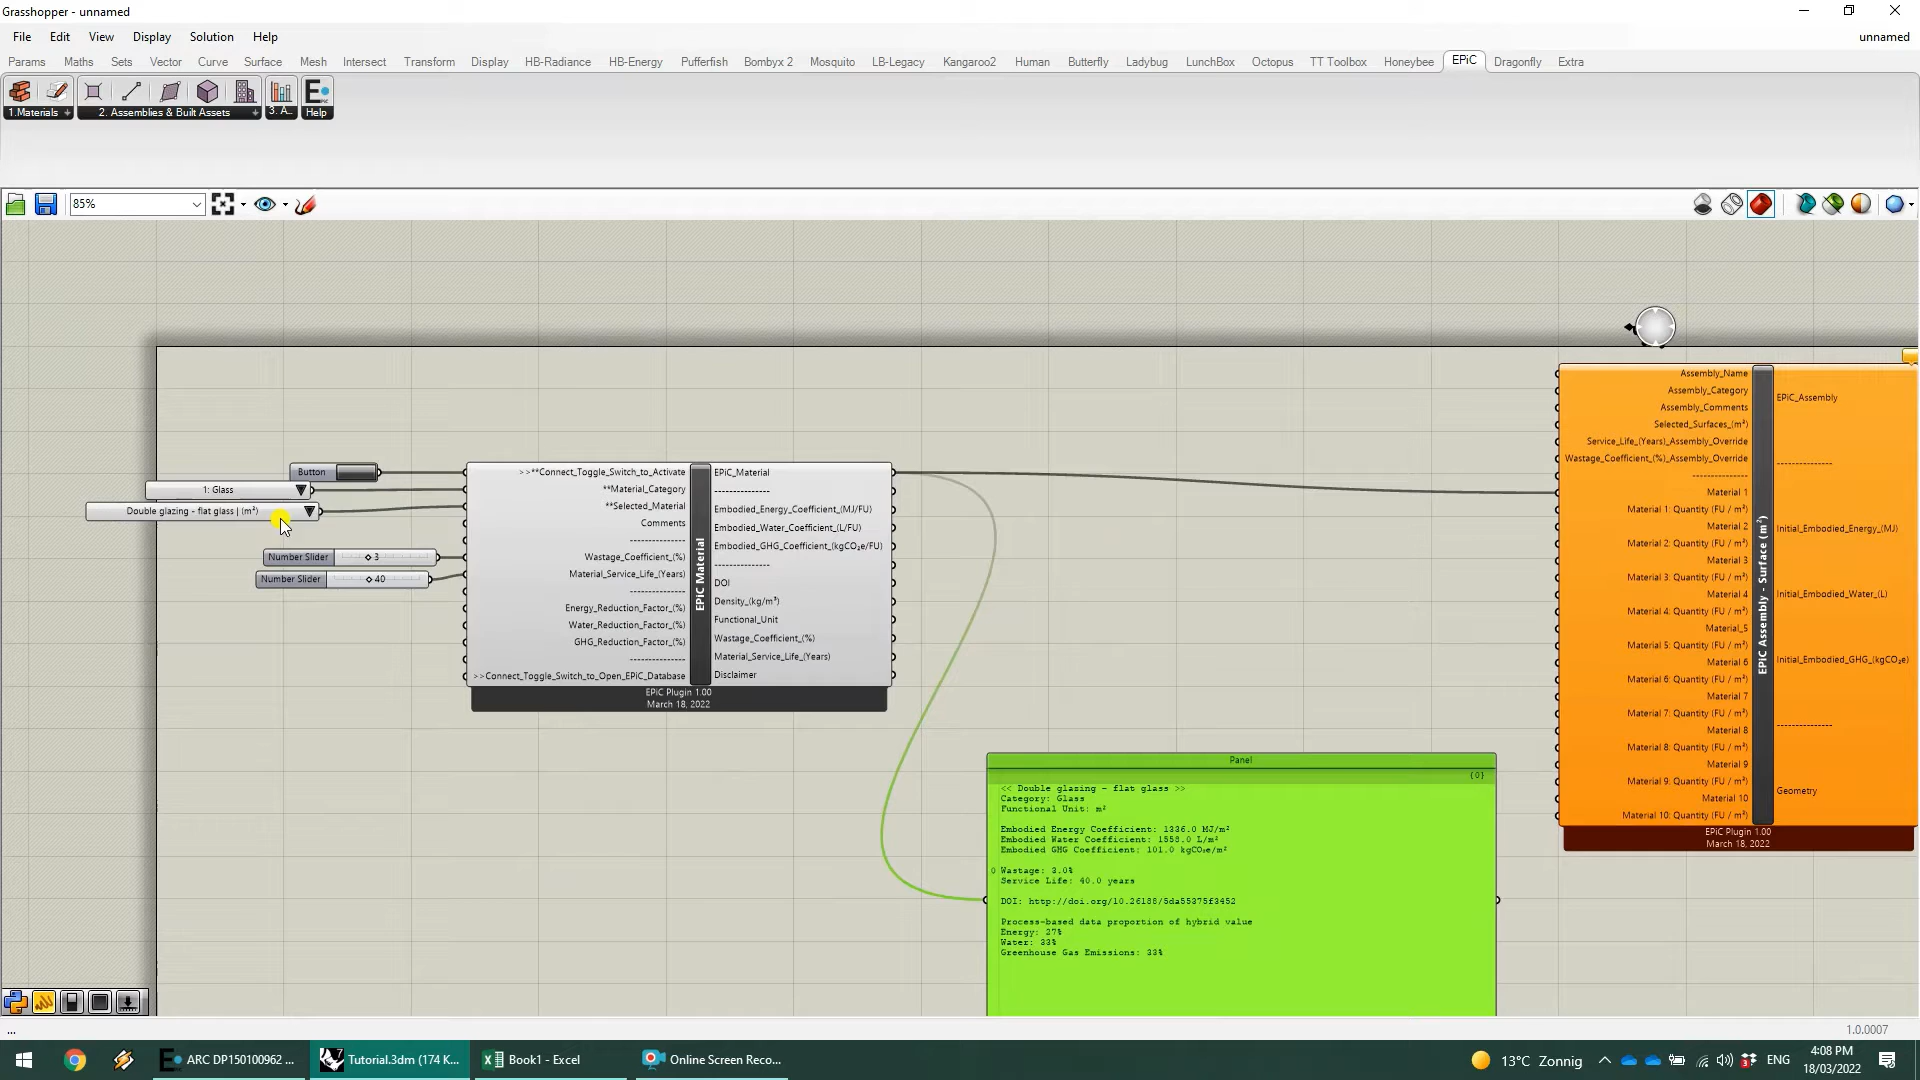 Grasshopper - unnamed
File Edit View Display Solution Help
unnamed
Params Maths Sets Vector Curve Surface Mesh Intersect Transform Display HB-Radiance HB-Energy Pufferfish Bombyx 2 Mosquito LB-Legacy Kangaroo2 Human Butterfly Ladybug LunchBox Octopus TT Toolbox Honeybee EPiC Dragonfly Extra
1.Materials + 2. Assemblies & Built Assets + 3. A... Help
85%
Button
1: Glass
Double glazing - flat glass | (m²)
Number Slider 3
Number Slider 40
>>**Connect_Toggle_Switch_to_Activate
**Material_Category
**Selected_Material
Comments
---------------
Wastage_Coefficient_(%)
Material_Service_Life_(Years)
---------------
Energy_Reduction_Factor_(%)
Water_Reduction_Factor_(%)
GHG_Reduction_Factor_(%)
---------------
>>Connect_Toggle_Switch_to_Open_EPiC_Database
EPiC Material
EPiC_Material
---------------
Embodied_Energy_Coefficient_(MJ/FU)
Embodied_Water_Coefficient_(L/FU)
Embodied_GHG_Coefficient_(kgCO₂e/FU)
---------------
DOI
Density_(kg/m³)
Functional_Unit
Wastage_Coefficient_(%)
Material_Service_Life_(Years)
Disclaimer
EPiC Plugin 1.00
March 18, 2022
Panel
{0}
<< Double glazing - flat glass >>
Category: Glass
Functional Unit: m²
Embodied Energy Coefficient: 1336.0 MJ/m²
Embodied Water Coefficient: 1558.0 L/m²
Embodied GHG Coefficient: 101.0 kgCO₂e/m²
0 Wastage: 3.0%
Service Life: 40.0 years
DOI: http://doi.org/10.26188/5da55375f3452
Process-based data proportion of hybrid value
Energy: 27%
Water: 33%
Greenhouse Gas Emissions: 33%
Assembly_Name
Assembly_Category
Assembly_Comments
Selected_Surfaces_(m²)
Service_Life_(Years)_Assembly_Override
Wastage_Coefficient_(%)_Assembly_Override
---------------
Material 1
Material 1: Quantity (FU / m²)
Material 2
Material 2: Quantity (FU / m²)
Material 3
Material 3: Quantity (FU / m²)
Material 4
Material 4: Quantity (FU / m²)
Material_5
Material 5: Quantity (FU / m²)
Material 6
Material 6: Quantity (FU / m²)
Material 7
Material 7: Quantity (FU / m²)
Material 8
Material 8: Quantity (FU / m²)
Material 9
Material 9: Quantity (FU / m²)
Material 10
Material 10: Quantity (FU / m²)
EPiC Assembly - Surface (m²)
EPiC_Assembly
---------------
Initial_Embodied_Energy_(MJ)
Initial_Embodied_Water_(L)
Initial_Embodied_GHG_(kgCO₂e)
---------------
Geometry
EPiC Plugin 1.00
March 18, 2022
...
1.0.0007
ARC DP150100962 ... Tutorial.3dm (174 K... Book1 - Excel Online Screen Reco... 13°C Zonnig ENG 4:08 PM
18/03/2022